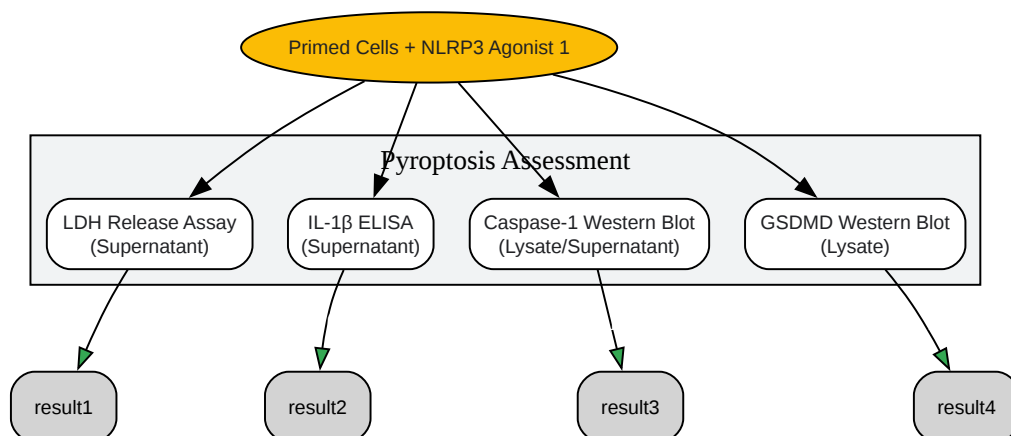 Primed Cells + NLRP3 Agonist 1
Pyroptosis Assessment
LDH Release Assay
(Supernatant)
IL-1β ELISA
(Supernatant)
Caspase-1 Western Blot
(Lysate/Supernatant)
GSDMD Western Blot
(Lysate)
result1
result2
result3
result4